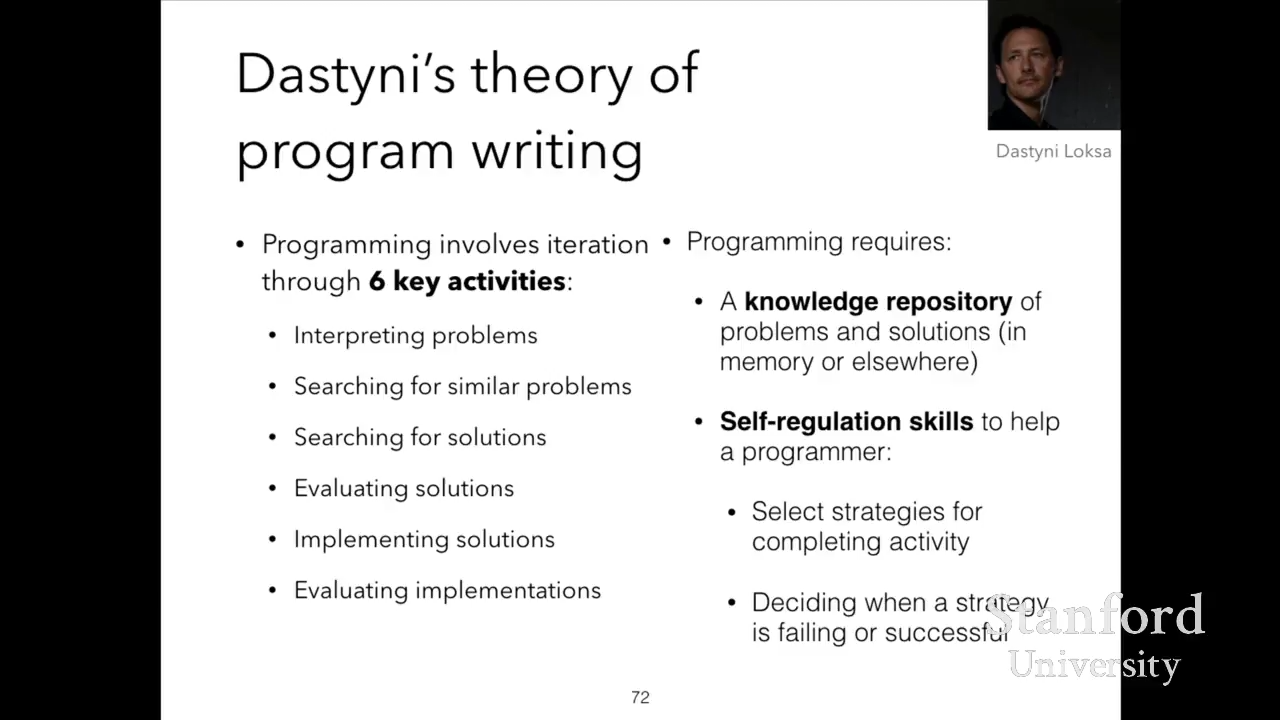 Dastyni's theory of
program writing
Dastyni Loksa
• Programming involves iteration
through 6 key activities:
• Interpreting problems
• Searching for similar problems
• Searching for solutions
• Evaluating solutions
• Implementing solutions
• Evaluating implementations
• Programming requires:
• A knowledge repository of
problems and solutions (in
memory or elsewhere)
• Self-regulation skills to help
a programmer:
• Select strategies for
completing activity
• Deciding when a strategy
is failing or successful
Stanford
University
72